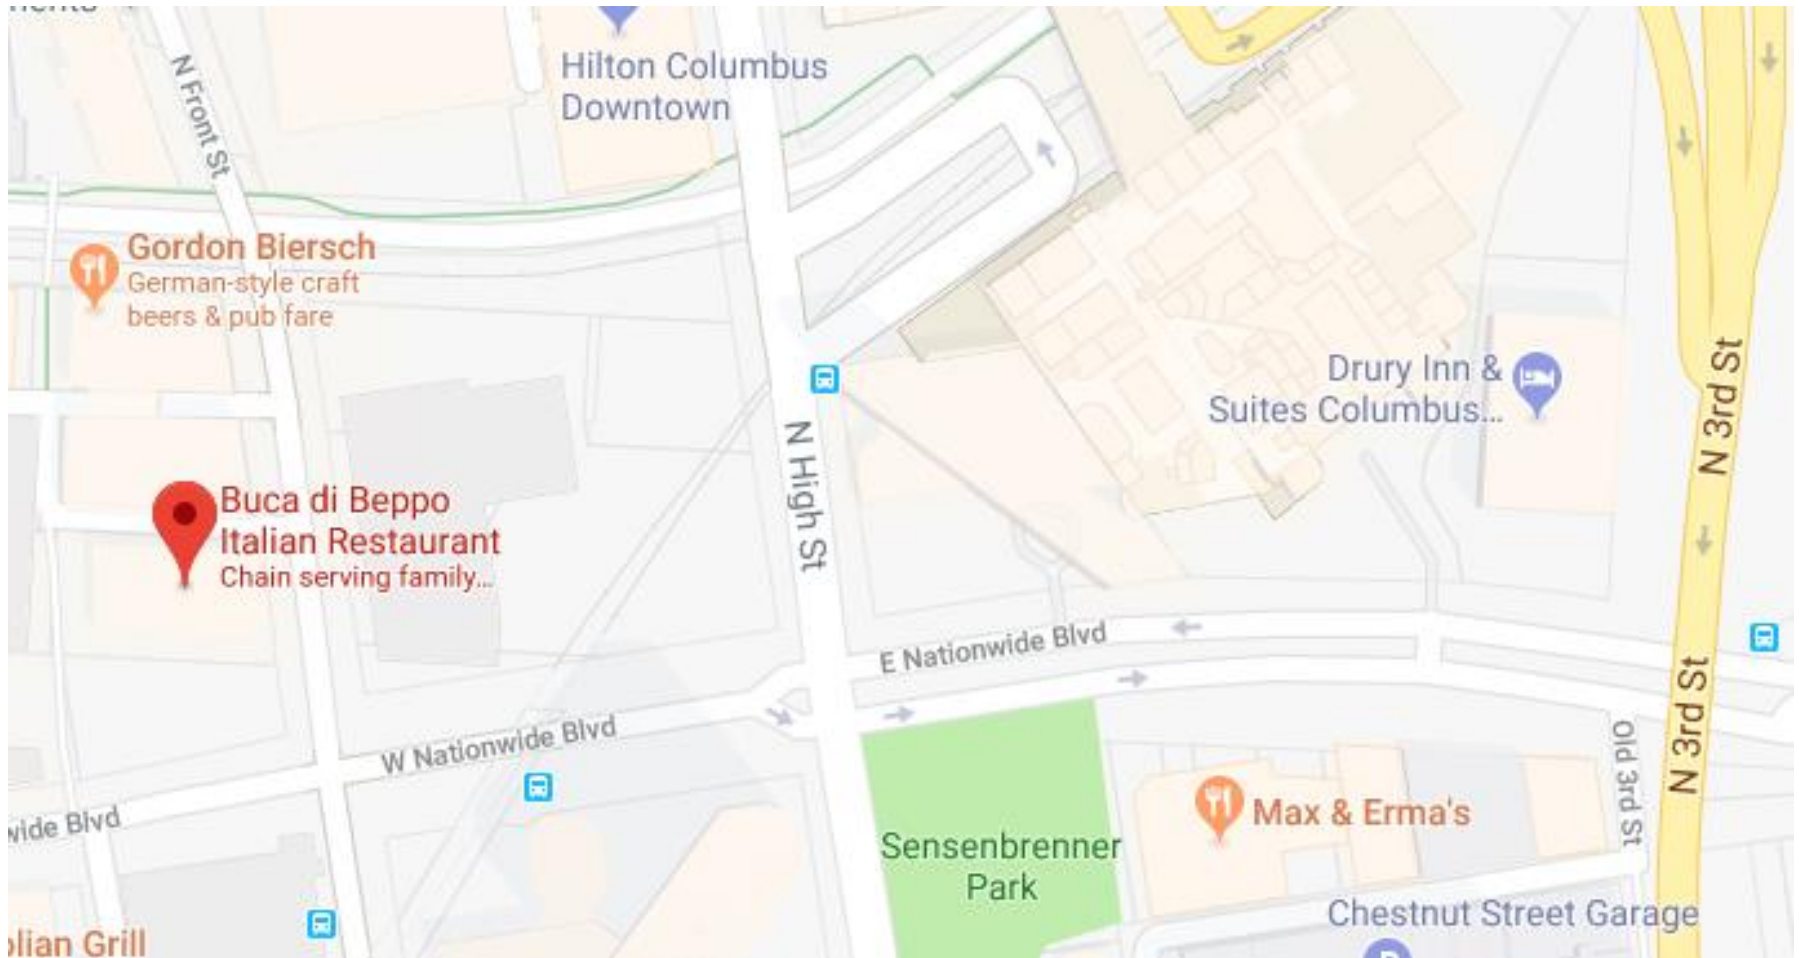 N Front St
Hilton Columbus
Downtown
Gordon Biersch
German-style craft
beers & pub fare
Drury Inn &
Suites Columbus...
N 3rd St
N High St
Buca di Beppo
Italian Restaurant
Chain serving family...
E Nationwide Blvd
W Nationwide Blvd
N 3rd St
Old 3rd St
Blvd
Max & Erma's
Sensenbrenner
Park
Chestnut Street Garage
Grill